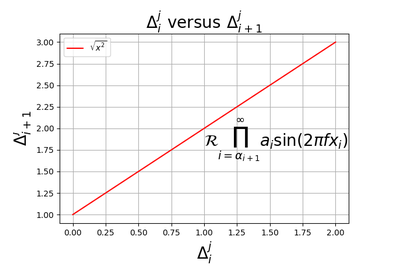 Δ_i^j versus Δ_{i+1}^j
√x²
3.00
2.75
2.50
2.25
2.00
1.75
1.50
1.25
1.00
Δ_{i+1}^j
ℛ ∏_{i=α_{i+1}}^∞ a_i sin(2πfx_i)
0.00 0.25 0.50 0.75 1.00 1.25 1.50 1.75 2.00
Δ_i^j